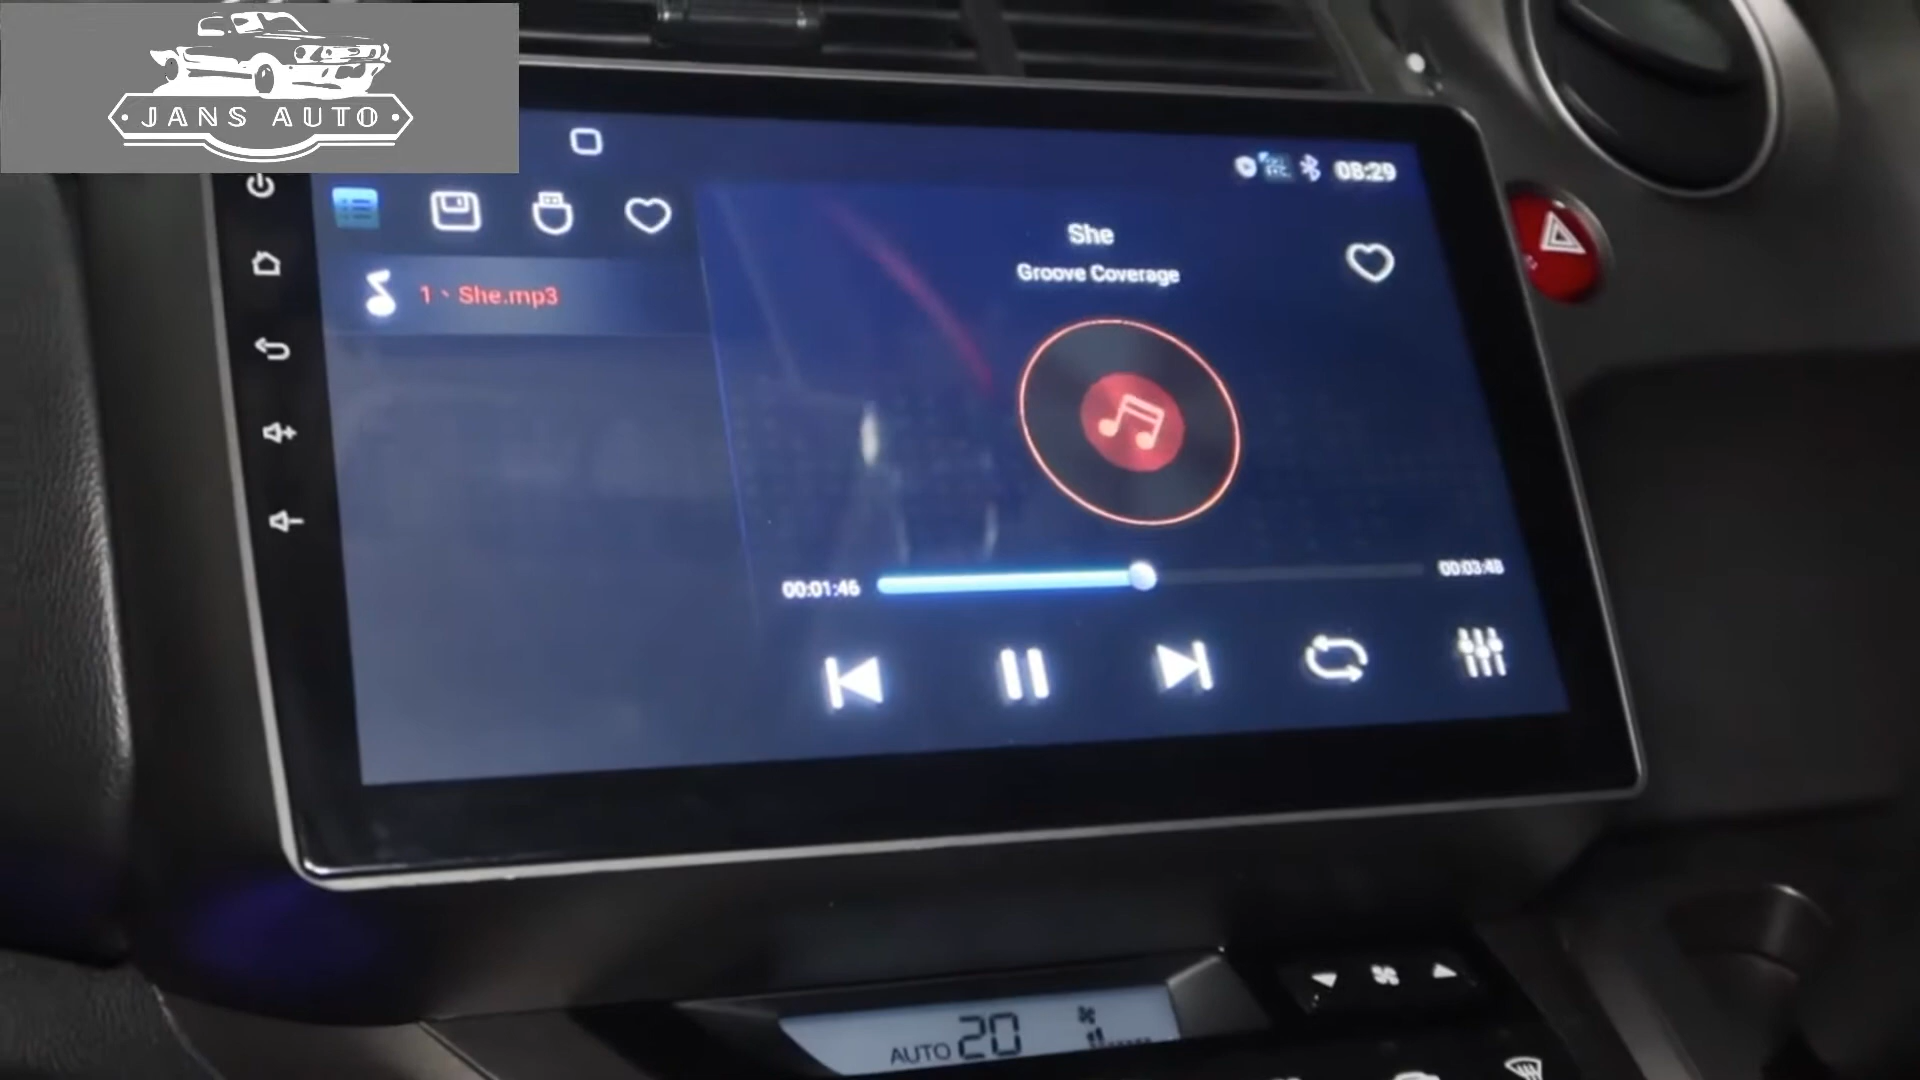 JANS AUTO
08:29
She
Groove Coverage
1、She.mp3
00:01:46
00:03:48
AUTO 20